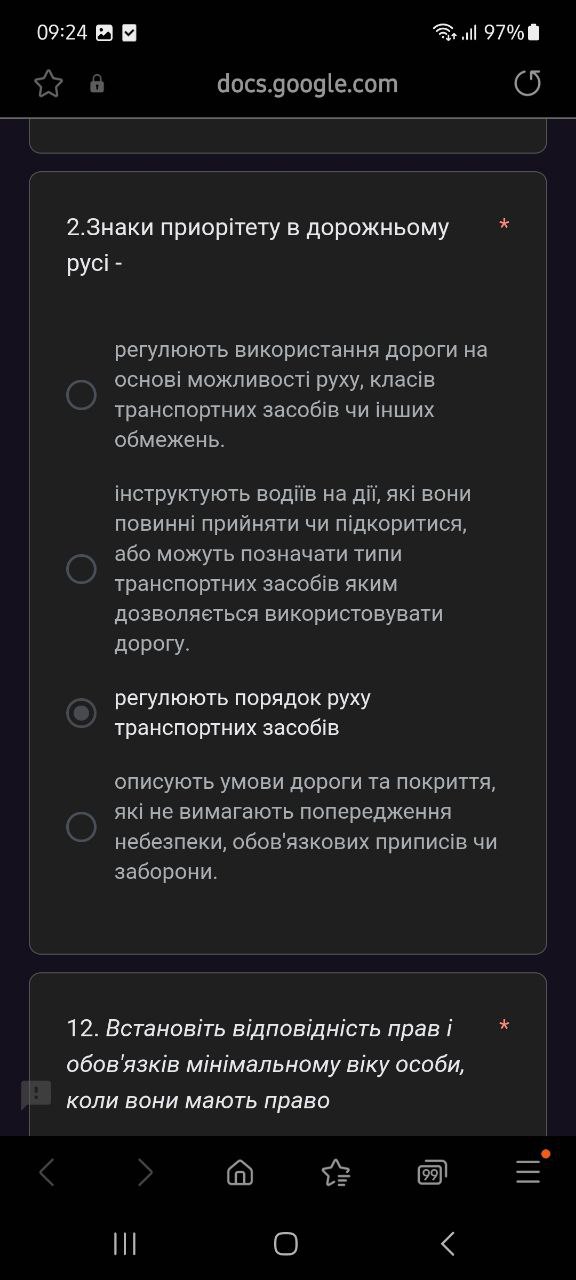 09:24
97%
docs.google.com
2.Знаки приорітету в дорожньому *
русі -
регулюють використання дороги на
основі можливості руху, класів
транспортних засобів чи інших
обмежень.
інструктують водіїв на дії, які вони
повинні прийняти чи підкоритися,
або можуть позначати типи
транспортних засобів яким
дозволяється використовувати
дорогу.
регулюють порядок руху
транспортних засобів
описують умови дороги та покриття,
які не вимагають попередження
небезпеки, обов'язкових приписів чи
заборони.
12. Встановіть відповідність прав і *
обов'язків мінімальному віку особи,
коли вони мають право
99